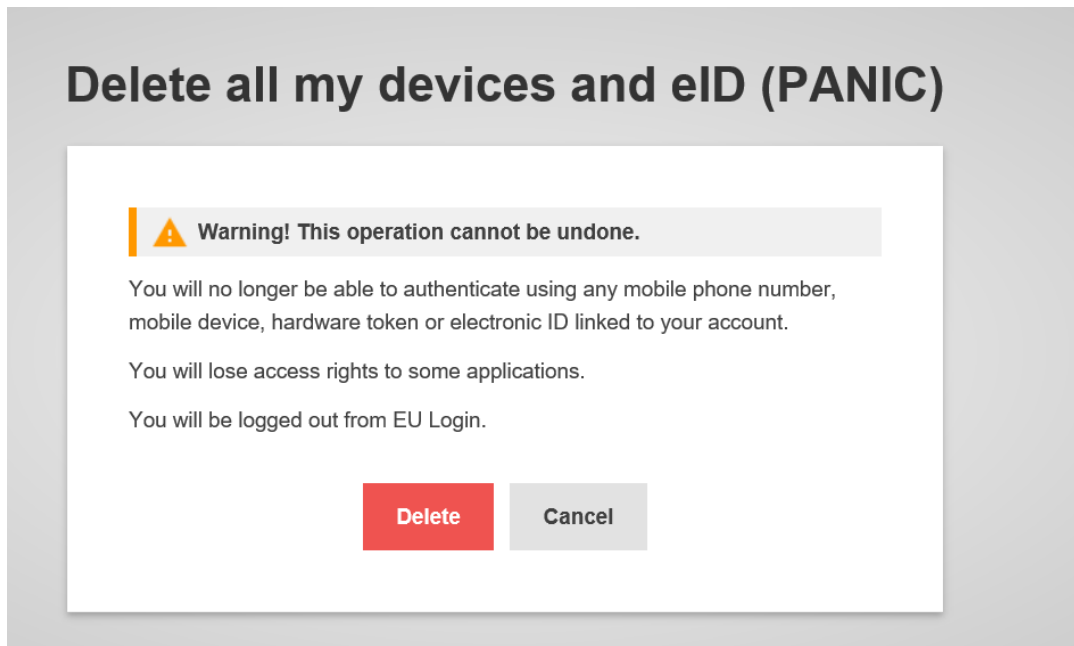 Delete all my devices and eID (PANIC)
Warning! This operation cannot be undone.
You will no longer be able to authenticate using any mobile phone number,
mobile device, hardware token or electronic ID linked to your account.
You will lose access rights to some applications.
You will be logged out from EU Login.
Delete
Cancel